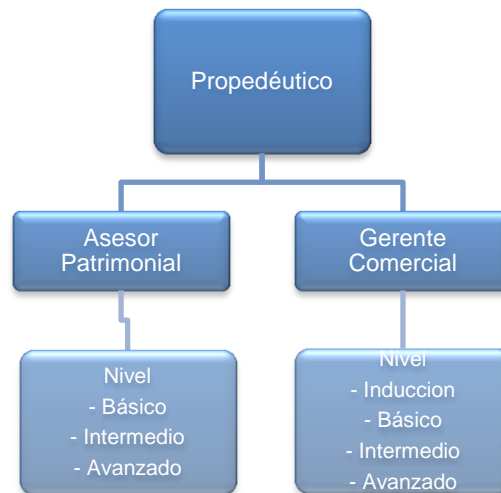 Propedéutico
Asesor
Patrimonial
Gerente
Comercial
Nivel
- Básico
- Intermedio
- Avanzado
Nivel
- Induccion
- Básico
- Intermedio
- Avanzado